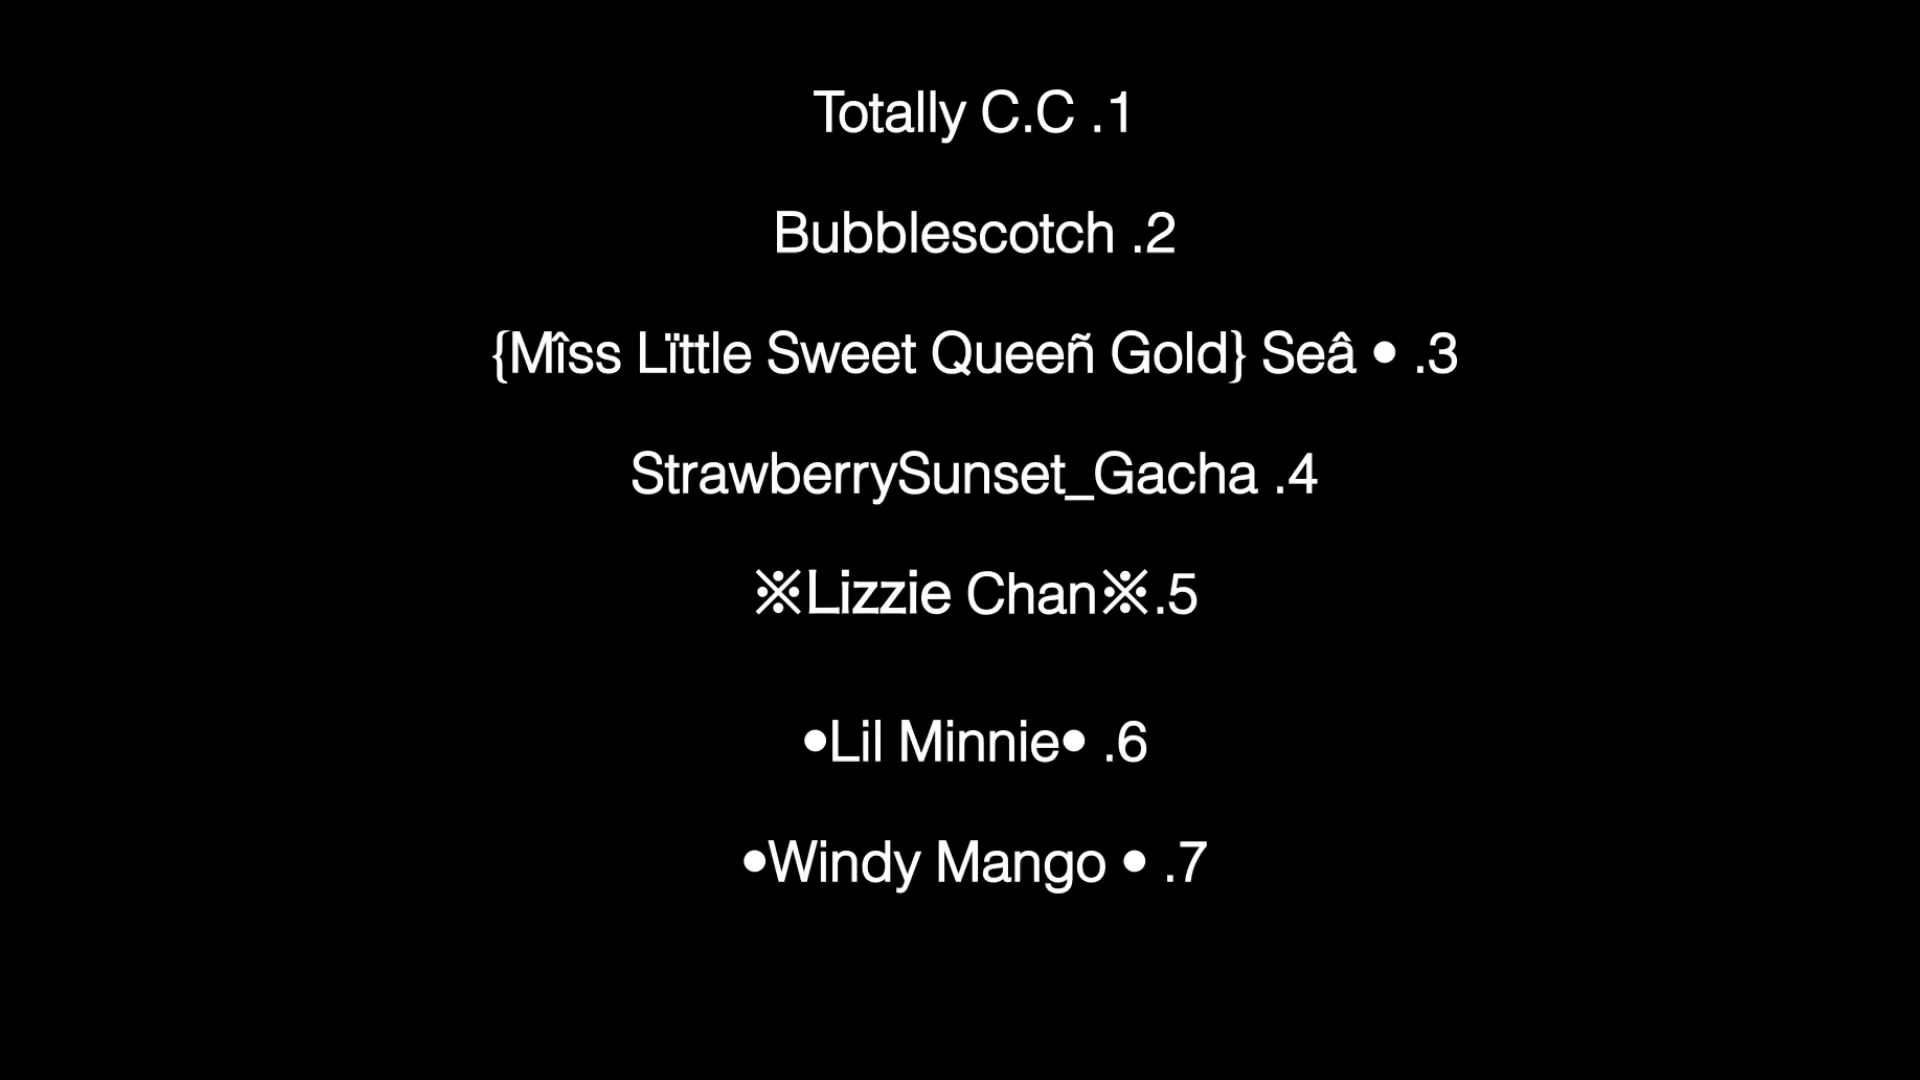 Totally C.C .1
Bubblescotch .2
{Mîss Lïttle Sweet Queeñ Gold} Seâ • .3
StrawberrySunset_Gacha .4
※Lizzie Chan※.5
•Lil Minnie• .6
•Windy Mango • .7